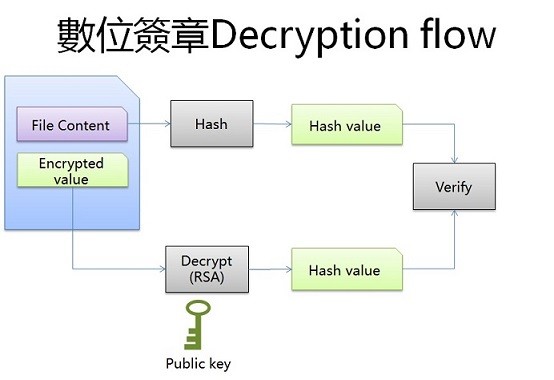 數位簽章Decryption flow
File Content
Hash
Hash value
Encrypted
value
Verify
Decrypt
(RSA)
Hash value
Public key